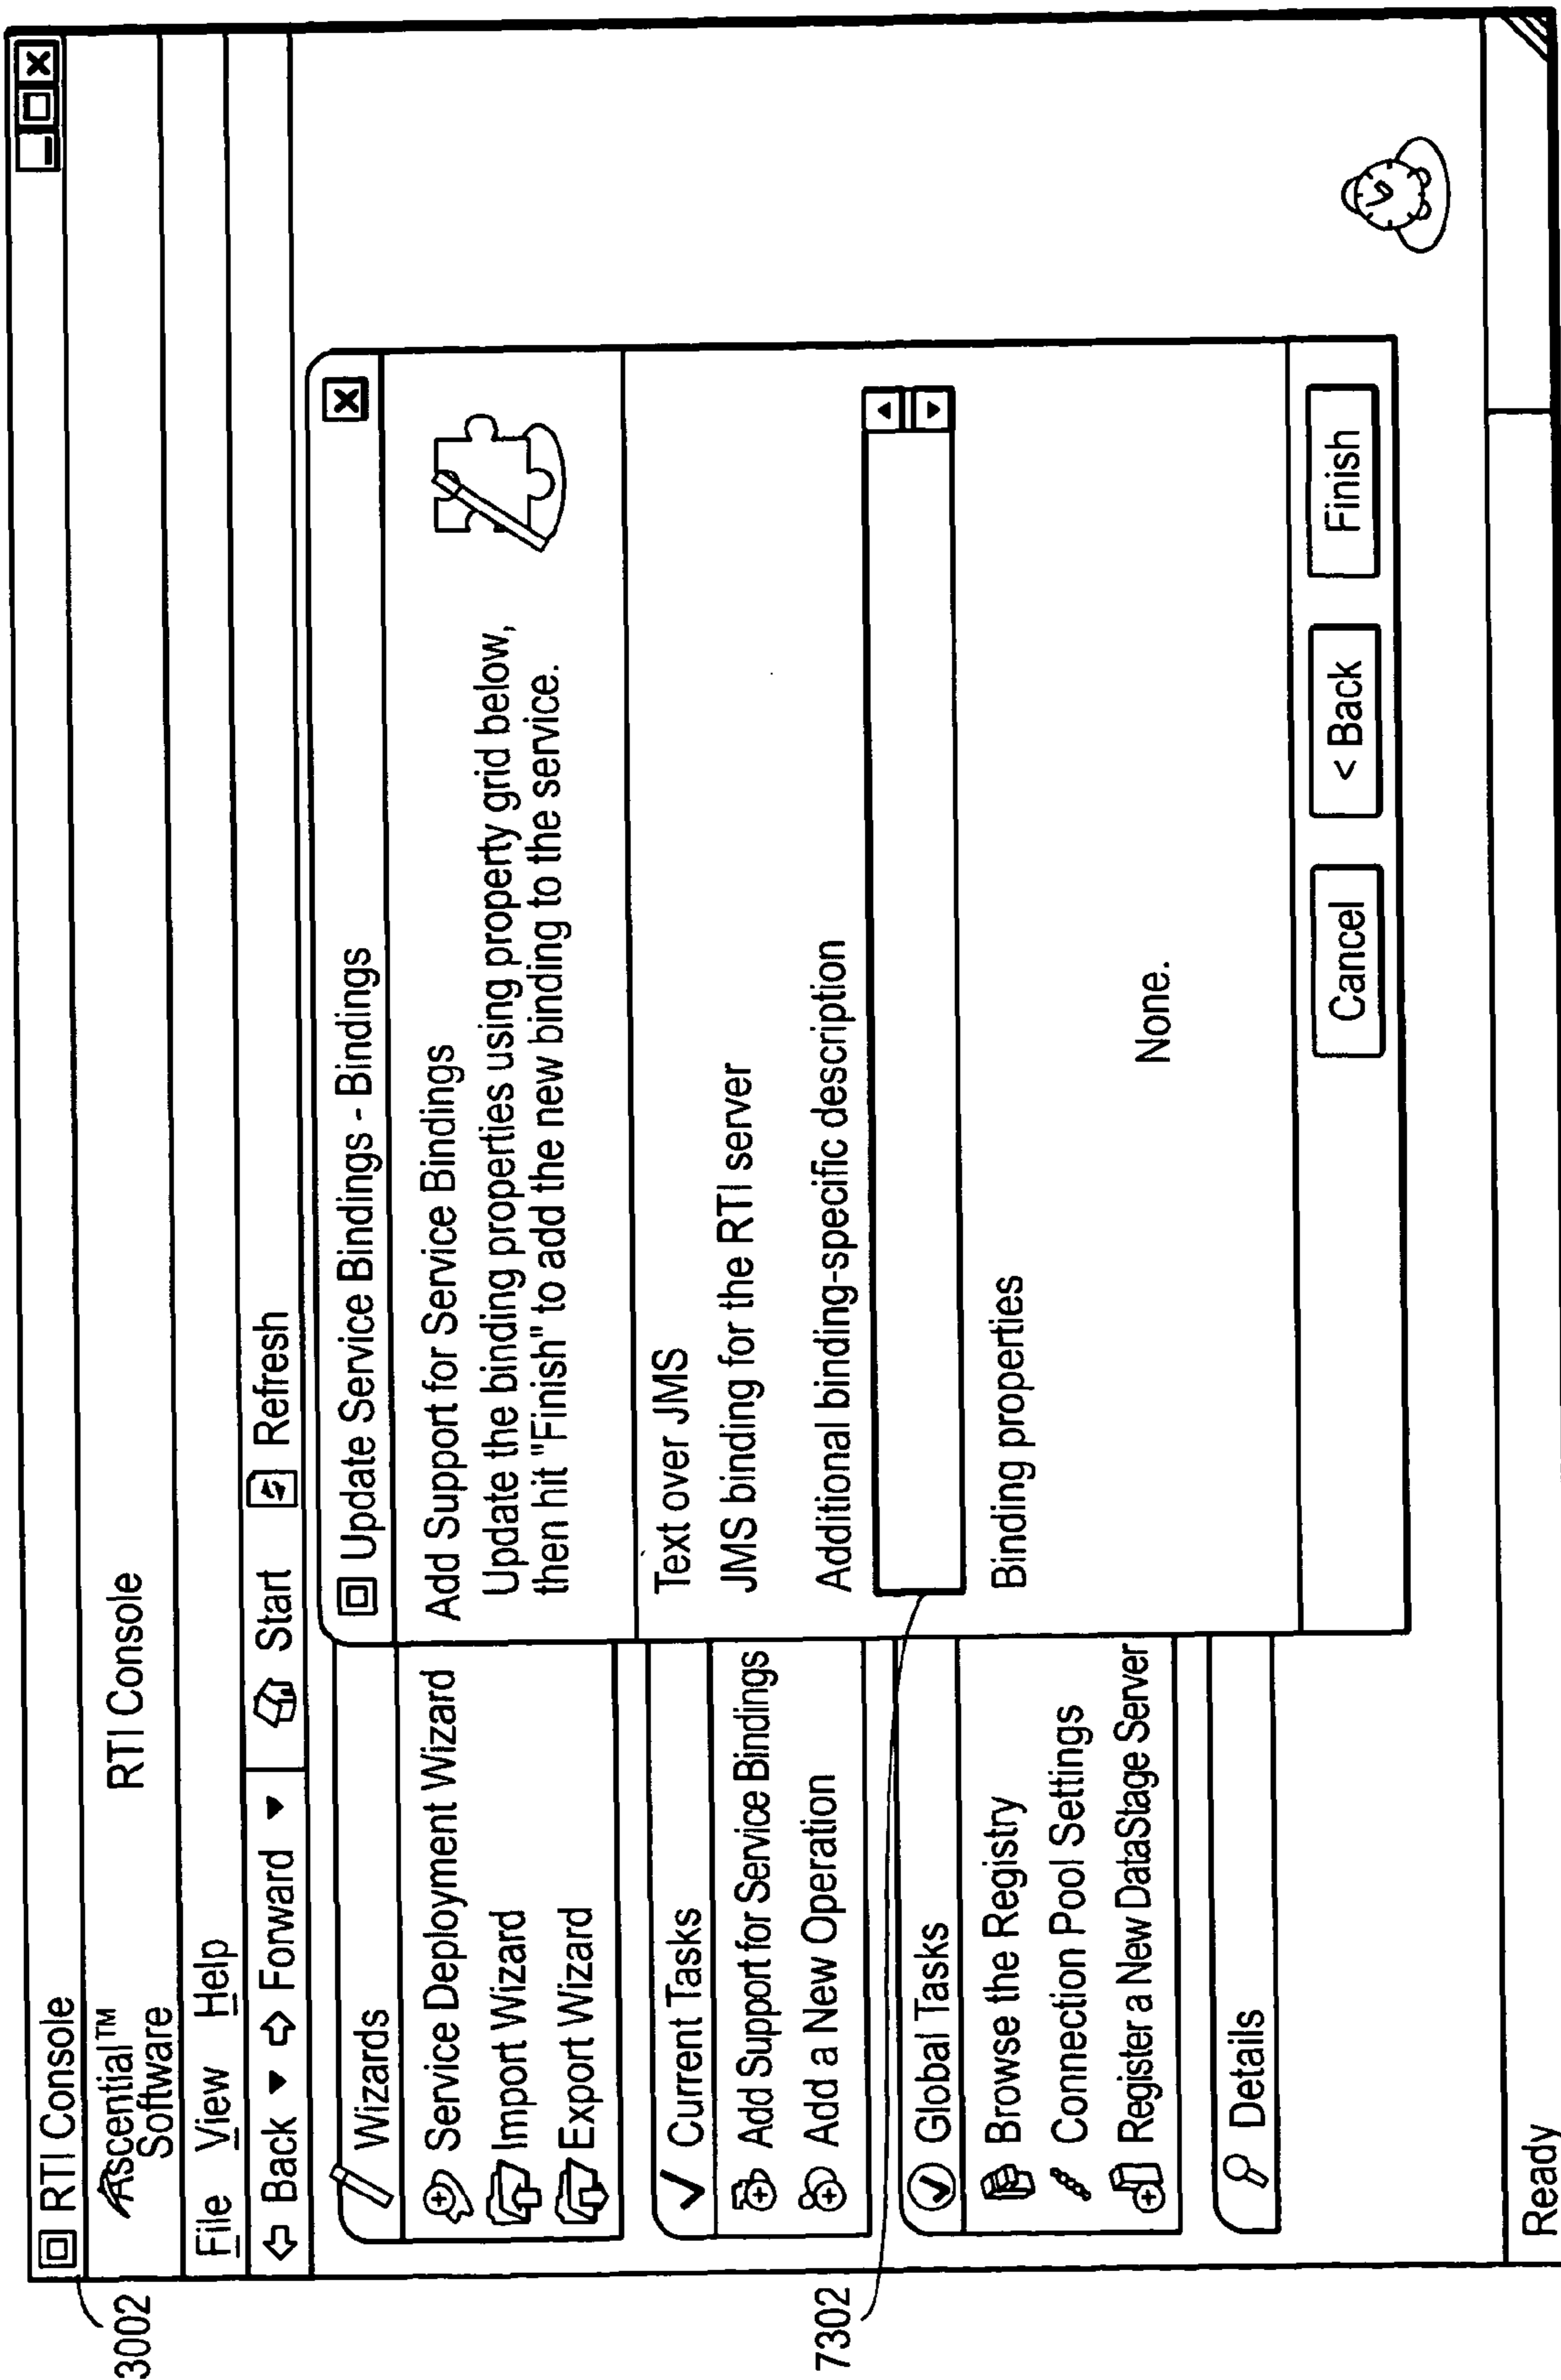 RTI Console
Ascential™
Software
RTI Console
File View Help
Back Forward Start Refresh
Wizards
Service Deployment Wizard
Import Wizard
Export Wizard
Current Tasks
Add Support for Service Bindings
Add a New Operation
Global Tasks
Browse the Registry
Connection Pool Settings
Register a New DataStage Server
Details
Update Service Bindings - Bindings
Add Support for Service Bindings
Update the binding properties using property grid below,
then hit "Finish" to add the new binding to the service.
Text over JMS
JMS binding for the RTI server
Additional binding-specific description
Binding properties
None.
Cancel < Back Finish
Ready
3002
7302